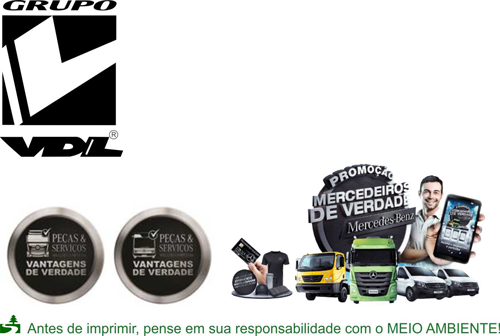 GRUPO
VDL®
PEÇAS &
SERVIÇOS
VANTAGENS
DE VERDADE
PEÇAS &
SERVIÇOS
VANTAGENS
DE VERDADE
PROMOÇÃO
MERCEDEIROS
DE VERDADE
Mercedes-Benz
Antes de imprimir, pense em sua responsabilidade com o MEIO AMBIENTE!